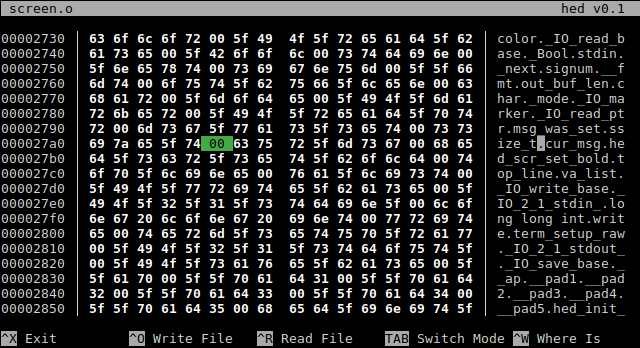 screen.o hed v0.1
00002730 63 6f 6c 6f 72 00 5f 49 4f 5f 72 65 61 64 5f 62 color._IO_read_b
00002740 61 73 65 00 5f 42 6f 6f 6c 00 73 74 64 69 6e 00 ase._Bool.stdin.
00002750 5f 6e 65 78 74 00 73 69 67 6e 75 6d 00 5f 5f 66 _next.signum.__f
00002760 6d 74 00 6f 75 74 5f 62 75 66 5f 6c 65 6e 00 63 mt.out_buf_len.c
00002770 68 61 72 00 5f 6d 6f 64 65 00 5f 49 4f 5f 6d 61 har._mode._IO_ma
00002780 72 6b 65 72 00 5f 49 4f 5f 72 65 61 64 5f 70 74 rker._IO_read_pt
00002790 72 00 6d 73 67 5f 77 61 73 5f 73 65 74 00 73 73 r.msg_was_set.ss
000027a0 69 7a 65 5f 74 00 63 75 72 5f 6d 73 67 00 68 65 ize_t.cur_msg.he
000027b0 64 5f 73 63 72 5f 73 65 74 5f 62 6f 6c 64 00 74 d_scr_set_bold.t
000027c0 6f 70 5f 6c 69 6e 65 00 76 61 5f 6c 69 73 74 00 op_line.va_list.
000027d0 5f 49 4f 5f 77 72 69 74 65 5f 62 61 73 65 00 5f _IO_write_base._
000027e0 49 4f 5f 32 5f 31 5f 73 74 64 69 6e 5f 00 6c 6f IO_2_1_stdin_.lo
000027f0 6e 67 20 6c 6f 6e 67 20 69 6e 74 00 77 72 69 74 ng long int.writ
00002800 65 00 74 65 72 6d 5f 73 65 74 75 70 5f 72 61 77 e.term_setup_raw
00002810 00 5f 49 4f 5f 32 5f 31 5f 73 74 64 6f 75 74 5f ._IO_2_1_stdout_
00002820 00 5f 49 4f 5f 73 61 76 65 5f 62 61 73 65 00 5f ._IO_save_base._
00002830 5f 61 70 00 5f 5f 70 61 64 31 00 5f 5f 70 61 64 _ap.__pad1.__pad
00002840 32 00 5f 5f 70 61 64 33 00 5f 5f 70 61 64 34 00 2.__pad3.__pad4.
00002850 5f 5f 70 61 64 35 00 68 65 64 5f 69 6e 69 74 5f __pad5.hed_init_
^X Exit ^O Write File ^R Read File TAB Switch Mode ^W Where Is